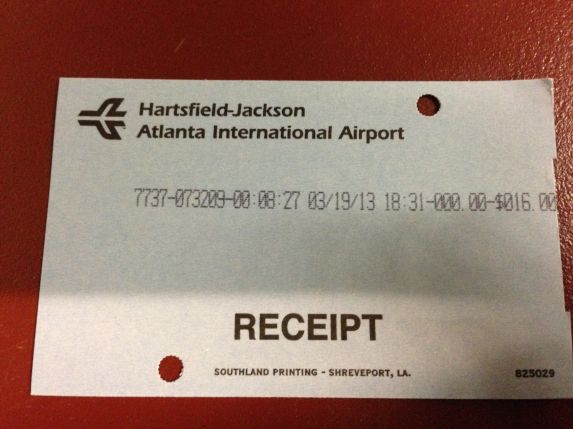 Hartsfield-Jackson
Atlanta International Airport
7737-073209-00:08:27 03/19/13 18:31-000.00-$016.00
RECEIPT
SOUTHLAND PRINTING - SHREVEPORT, LA.
825029